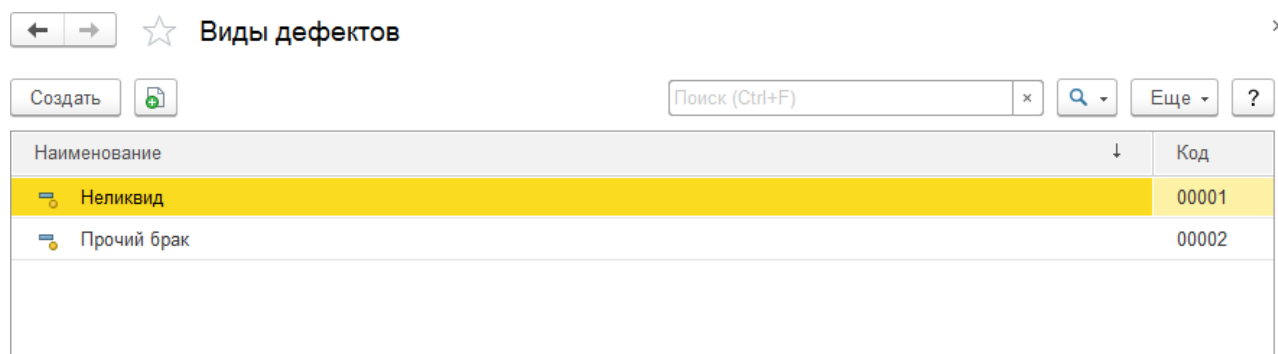 Виды дефектов
Создать Поиск (Ctrl+F) × Еще ?
Наименование ↓ Код
Неликвид 00001
Прочий брак 00002